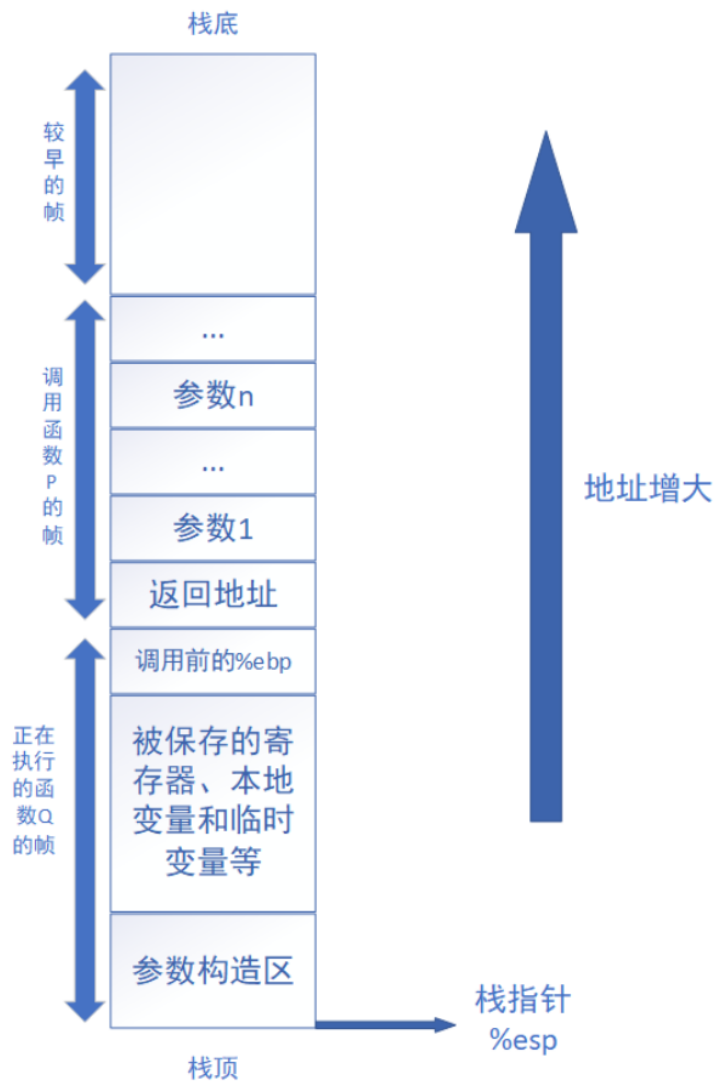 栈底
较
早
的
帧
...
参数n
调
用
函
数
P
的
帧
...
参数1
地址增大
返回地址
调用前的%ebp
正在
执行
的函
数Q
的帧
被保存的寄
存器、本地
变量和临时
变量等
参数构造区
栈指针
%esp
栈顶